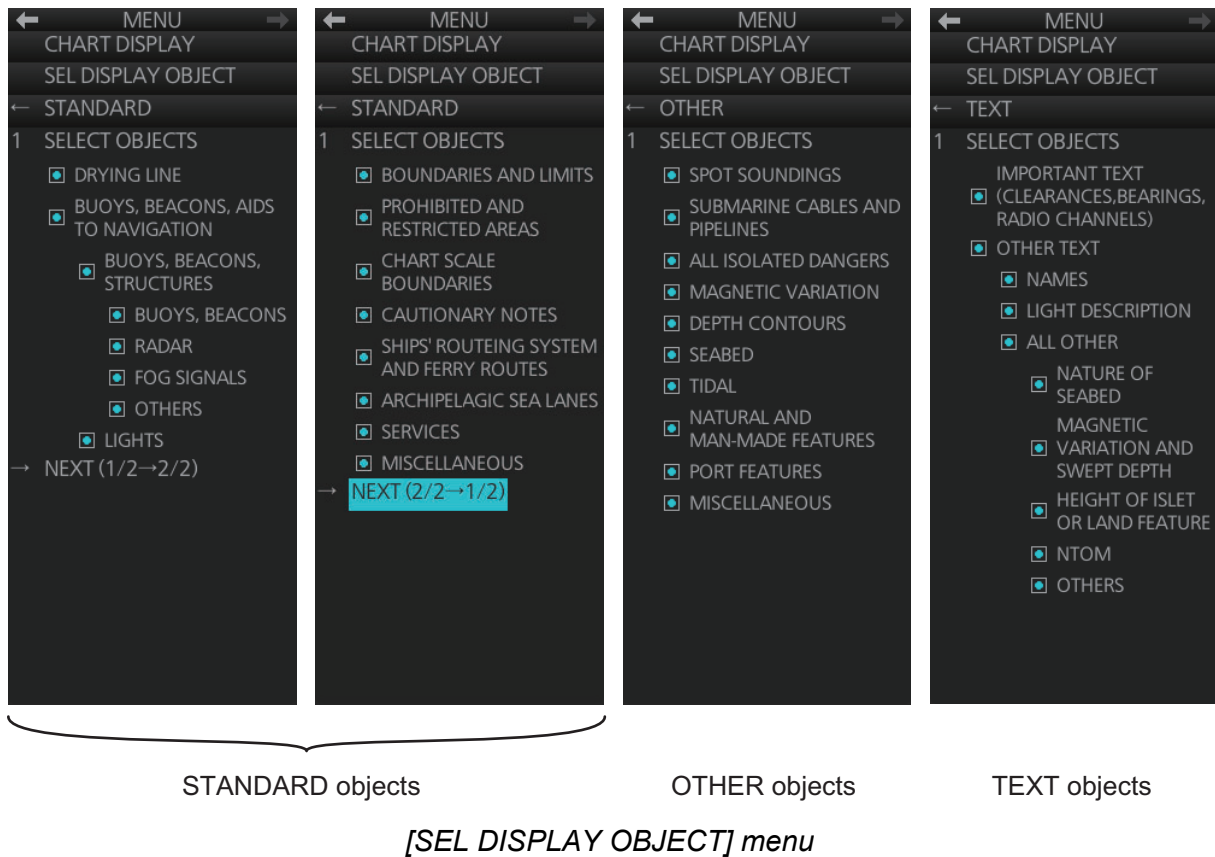 ← MENU →
CHART DISPLAY
SEL DISPLAY OBJECT
← STANDARD
1 SELECT OBJECTS
DRYING LINE
BUOYS, BEACONS, AIDS
TO NAVIGATION
BUOYS, BEACONS,
STRUCTURES
BUOYS, BEACONS
RADAR
FOG SIGNALS
OTHERS
LIGHTS
→ NEXT (1/2→2/2)
← MENU →
CHART DISPLAY
SEL DISPLAY OBJECT
← STANDARD
1 SELECT OBJECTS
BOUNDARIES AND LIMITS
PROHIBITED AND
RESTRICTED AREAS
CHART SCALE
BOUNDARIES
CAUTIONARY NOTES
SHIPS' ROUTEING SYSTEM
AND FERRY ROUTES
ARCHIPELAGIC SEA LANES
SERVICES
MISCELLANEOUS
→ NEXT (2/2→1/2)
← MENU →
CHART DISPLAY
SEL DISPLAY OBJECT
← OTHER
1 SELECT OBJECTS
SPOT SOUNDINGS
SUBMARINE CABLES AND
PIPELINES
ALL ISOLATED DANGERS
MAGNETIC VARIATION
DEPTH CONTOURS
SEABED
TIDAL
NATURAL AND
MAN-MADE FEATURES
PORT FEATURES
MISCELLANEOUS
← MENU →
CHART DISPLAY
SEL DISPLAY OBJECT
← TEXT
1 SELECT OBJECTS
IMPORTANT TEXT
(CLEARANCES,BEARINGS,
RADIO CHANNELS)
OTHER TEXT
NAMES
LIGHT DESCRIPTION
ALL OTHER
NATURE OF
SEABED
MAGNETIC
VARIATION AND
SWEPT DEPTH
HEIGHT OF ISLET
OR LAND FEATURE
NTOM
OTHERS
STANDARD objects
OTHER objects
TEXT objects
[SEL DISPLAY OBJECT] menu